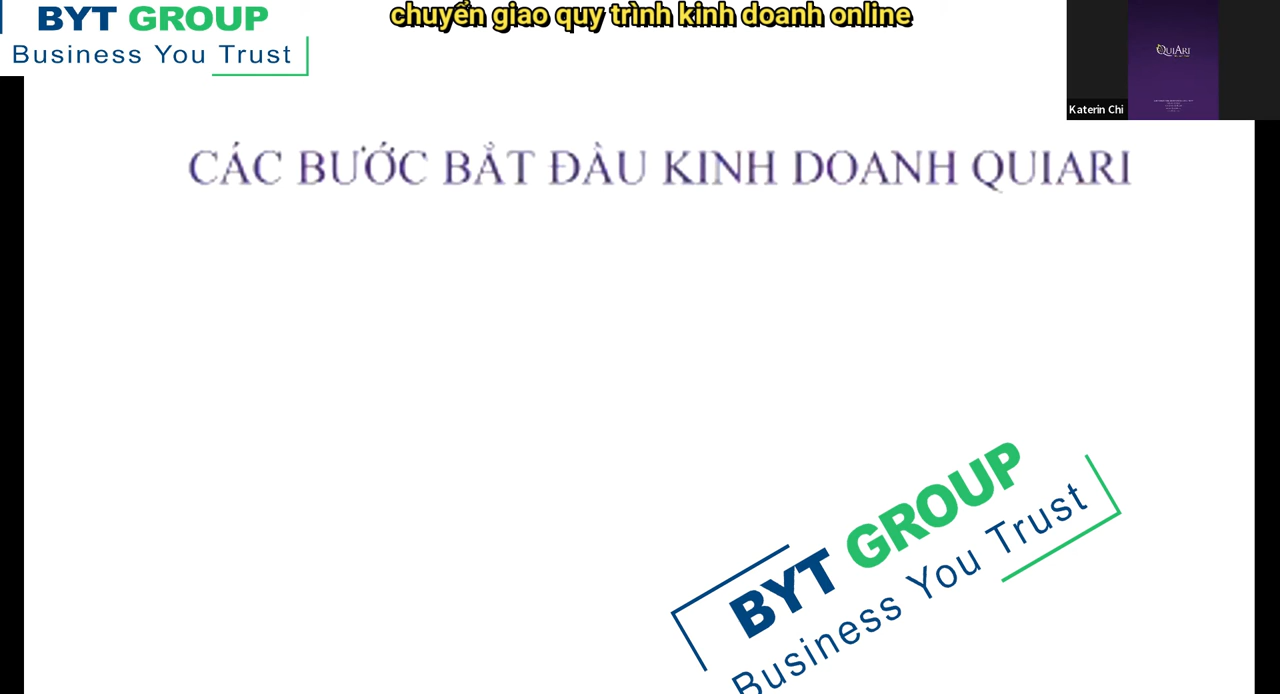 BYT GROUP
Business You Trust
chuyển giao quy trình kinh doanh online
QUIARI
Katerin Chi
CÁC BƯỚC BẮT ĐẦU KINH DOANH QUIARI
BYT GROUP
Business You Trust